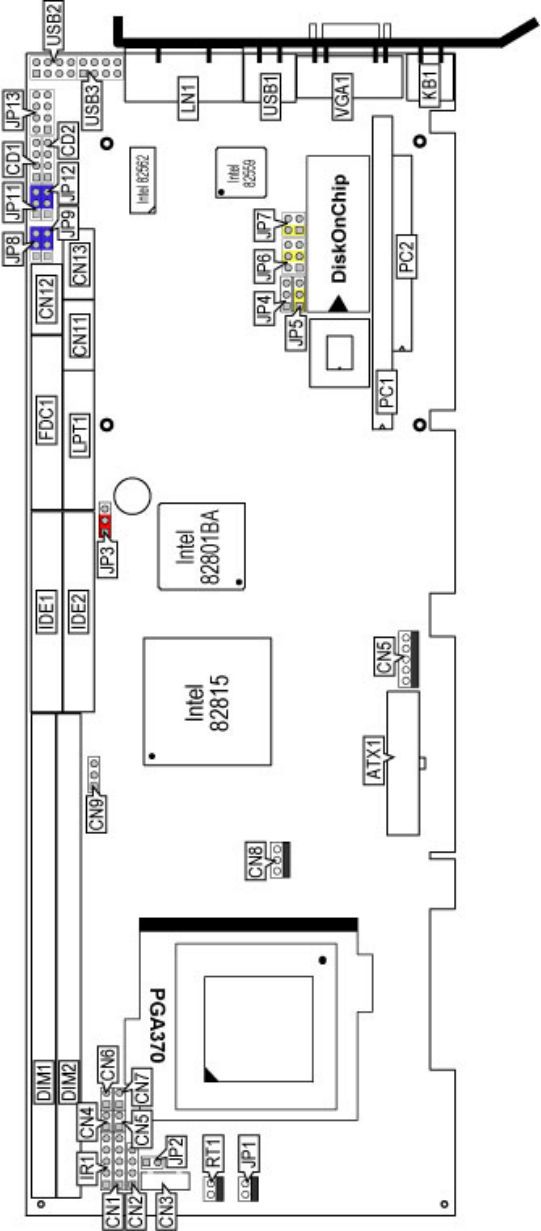 USB2
USB3
LN1
USB1
VGA1
KB1
JP13
CD1
CD2
JP11
JP12
JP8
JP9
Intel 82562
Intel
82559
JP7
JP6
JP4
JP5
DiskOnChip
PC2
PC1
CN12
CN13
CN11
FDC1
LPT1
JP3
Intel
82801BA
IDE1
IDE2
Intel
82815
CN5
ATX1
CN9
CN8
PGA370
DIM1
DIM2
CN6
CN7
CN4
CN5
IR1
JP2
CN1
CN2
CN3
RT1
JP1